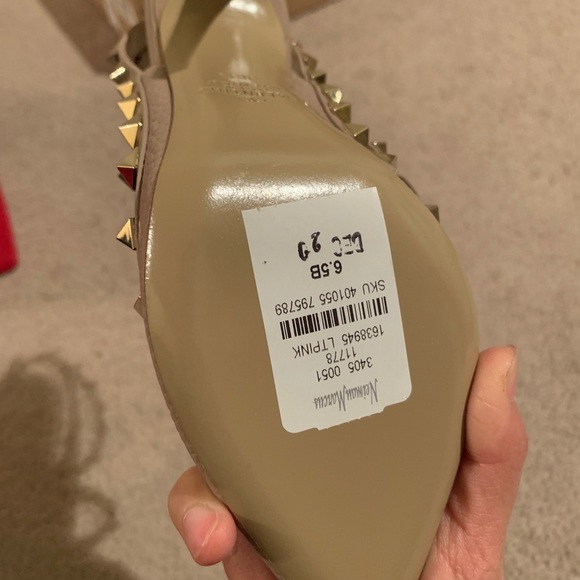 Neiman Marcus
3405 0051
11778
1638945 LTPINK
SKU 401055 795789
6.5B
DEC 29